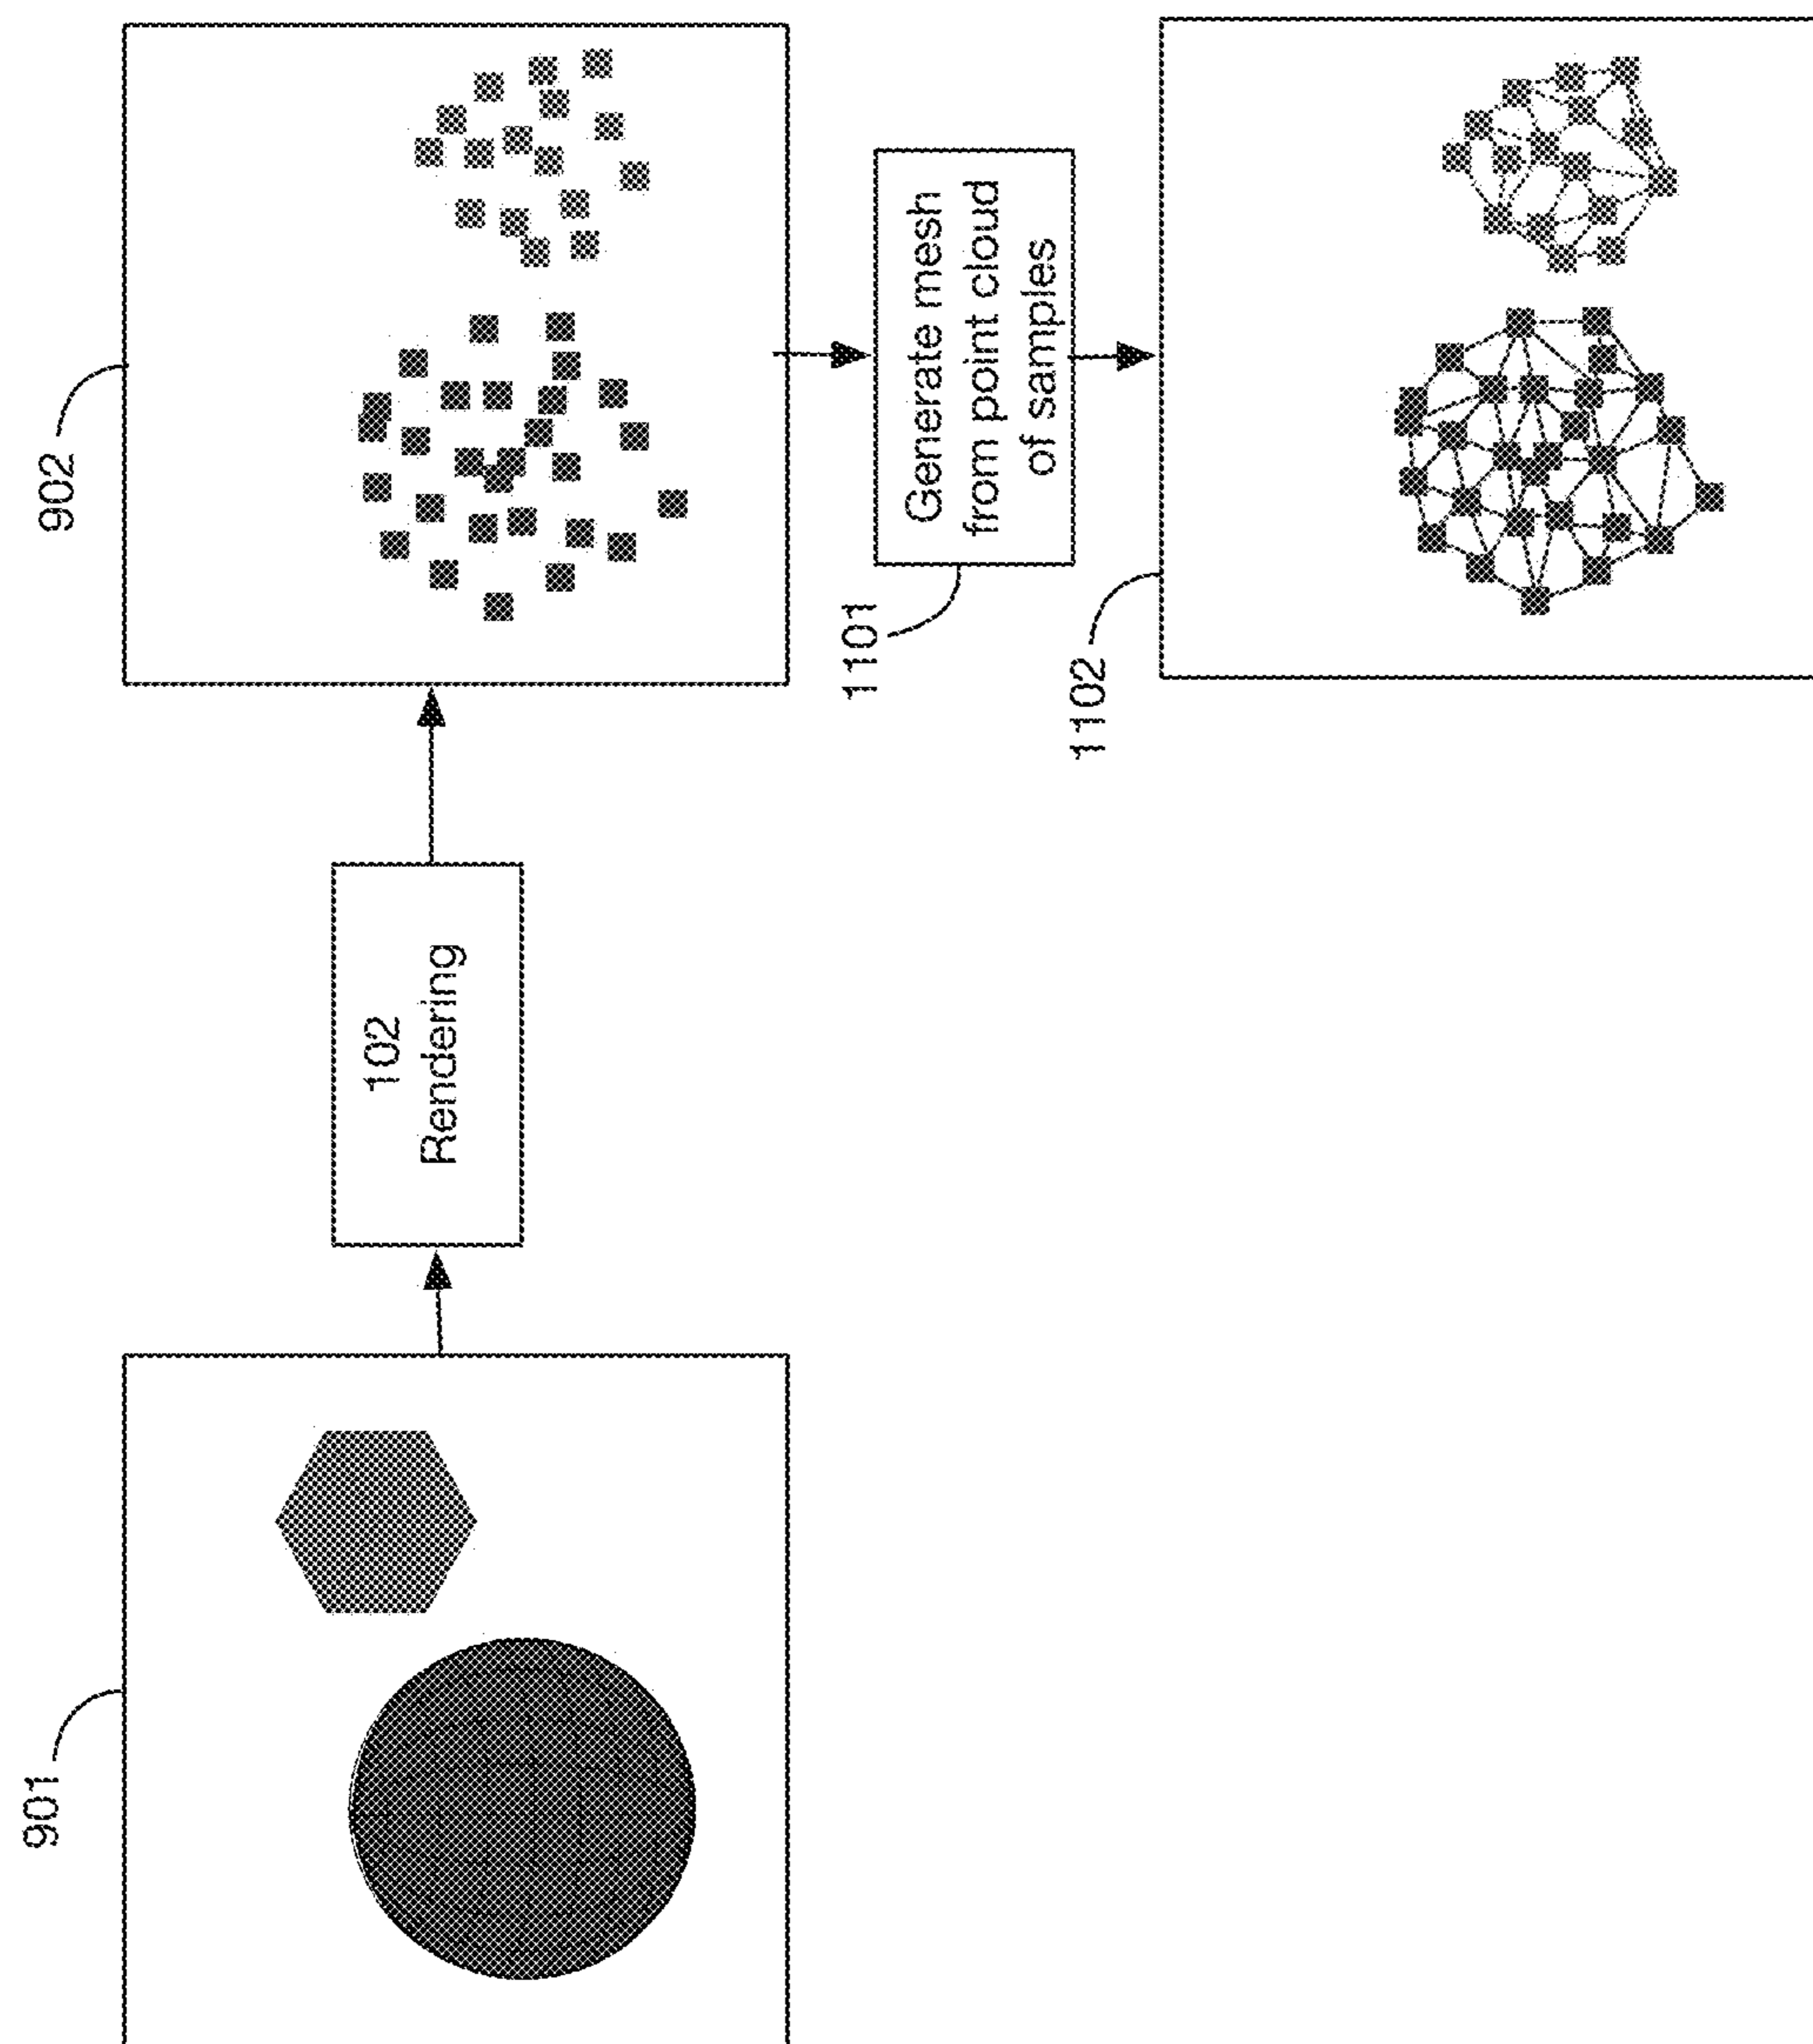 901
102
Rendering
902
1101
Generate mesh
from point cloud
of samples
1102